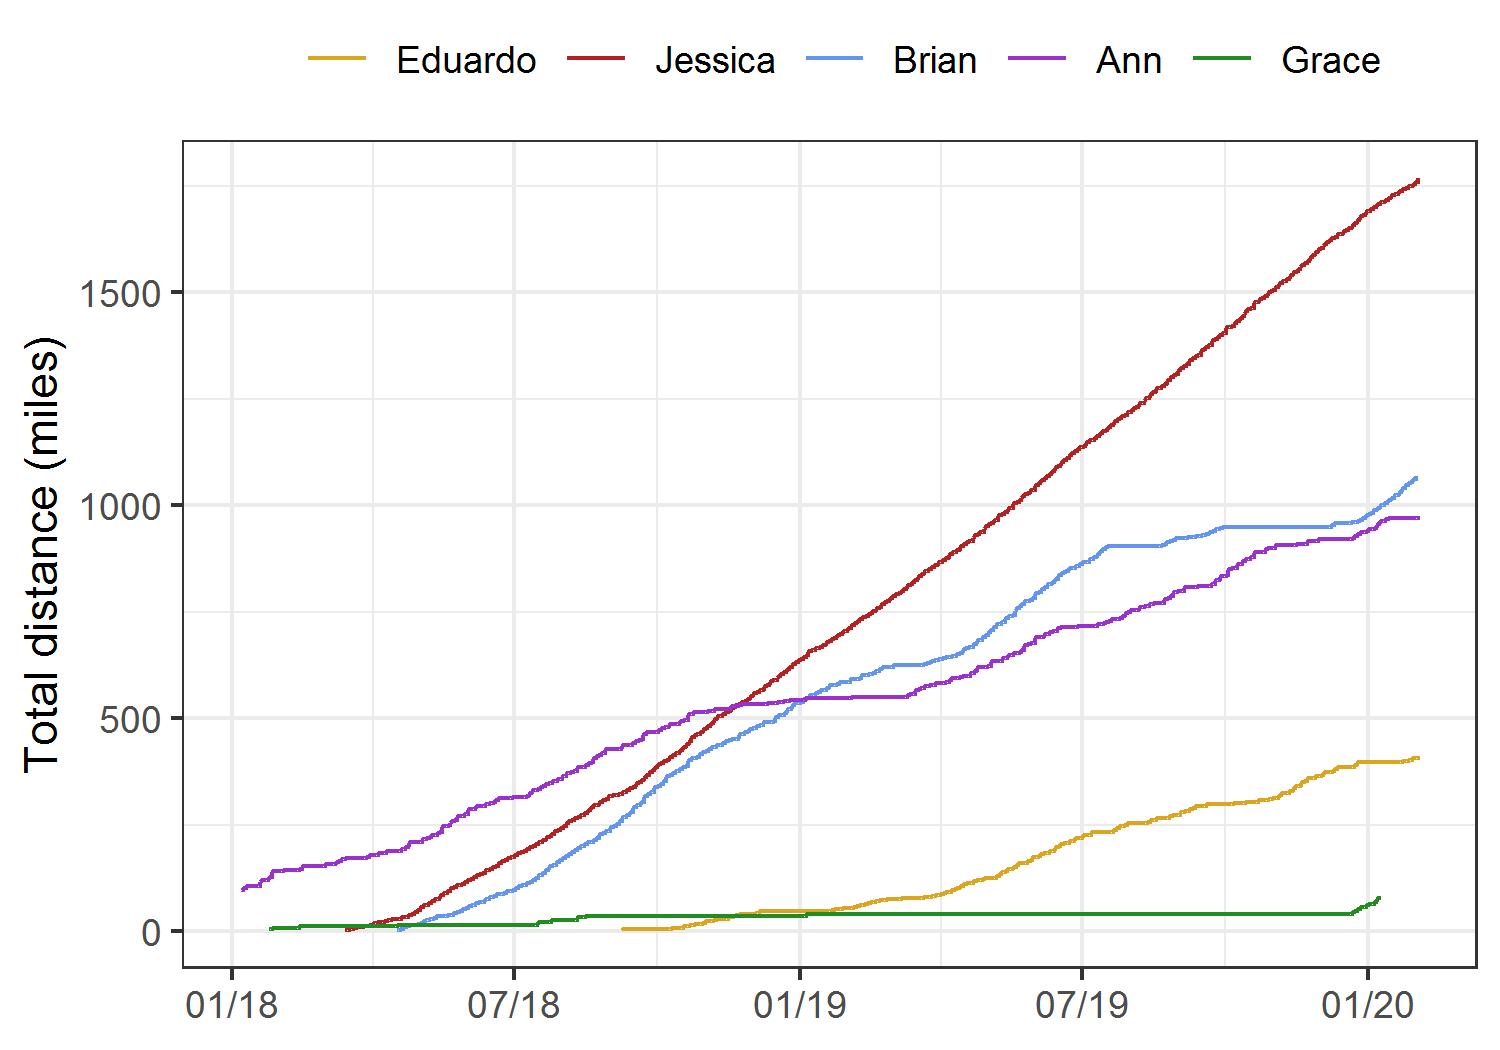 Eduardo Jessica Brian Ann Grace
Total distance (miles)
1500
1000
500
0
01/18 07/18 01/19 07/19 01/20